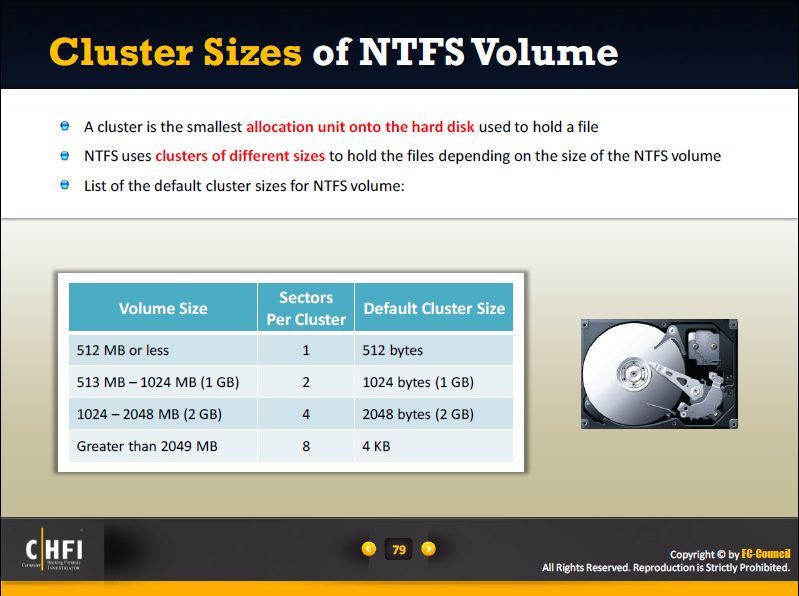 Cluster Sizes of NTFS Volume
A cluster is the smallest allocation unit onto the hard disk used to hold a file
NTFS uses clusters of different sizes to hold the files depending on the size of the NTFS volume
List of the default cluster sizes for NTFS volume:
Volume Size
Sectors
Per Cluster
Default Cluster Size
512 MB or less 1 512 bytes
513 MB – 1024 MB (1 GB) 2 1024 bytes (1 GB)
1024 – 2048 MB (2 GB) 4 2048 bytes (2 GB)
Greater than 2049 MB 8 4 KB
CHFI
Computer Hacking Forensic
INVESTIGATOR
79
Copyright © by EC-Council
All Rights Reserved. Reproduction is Strictly Prohibited.